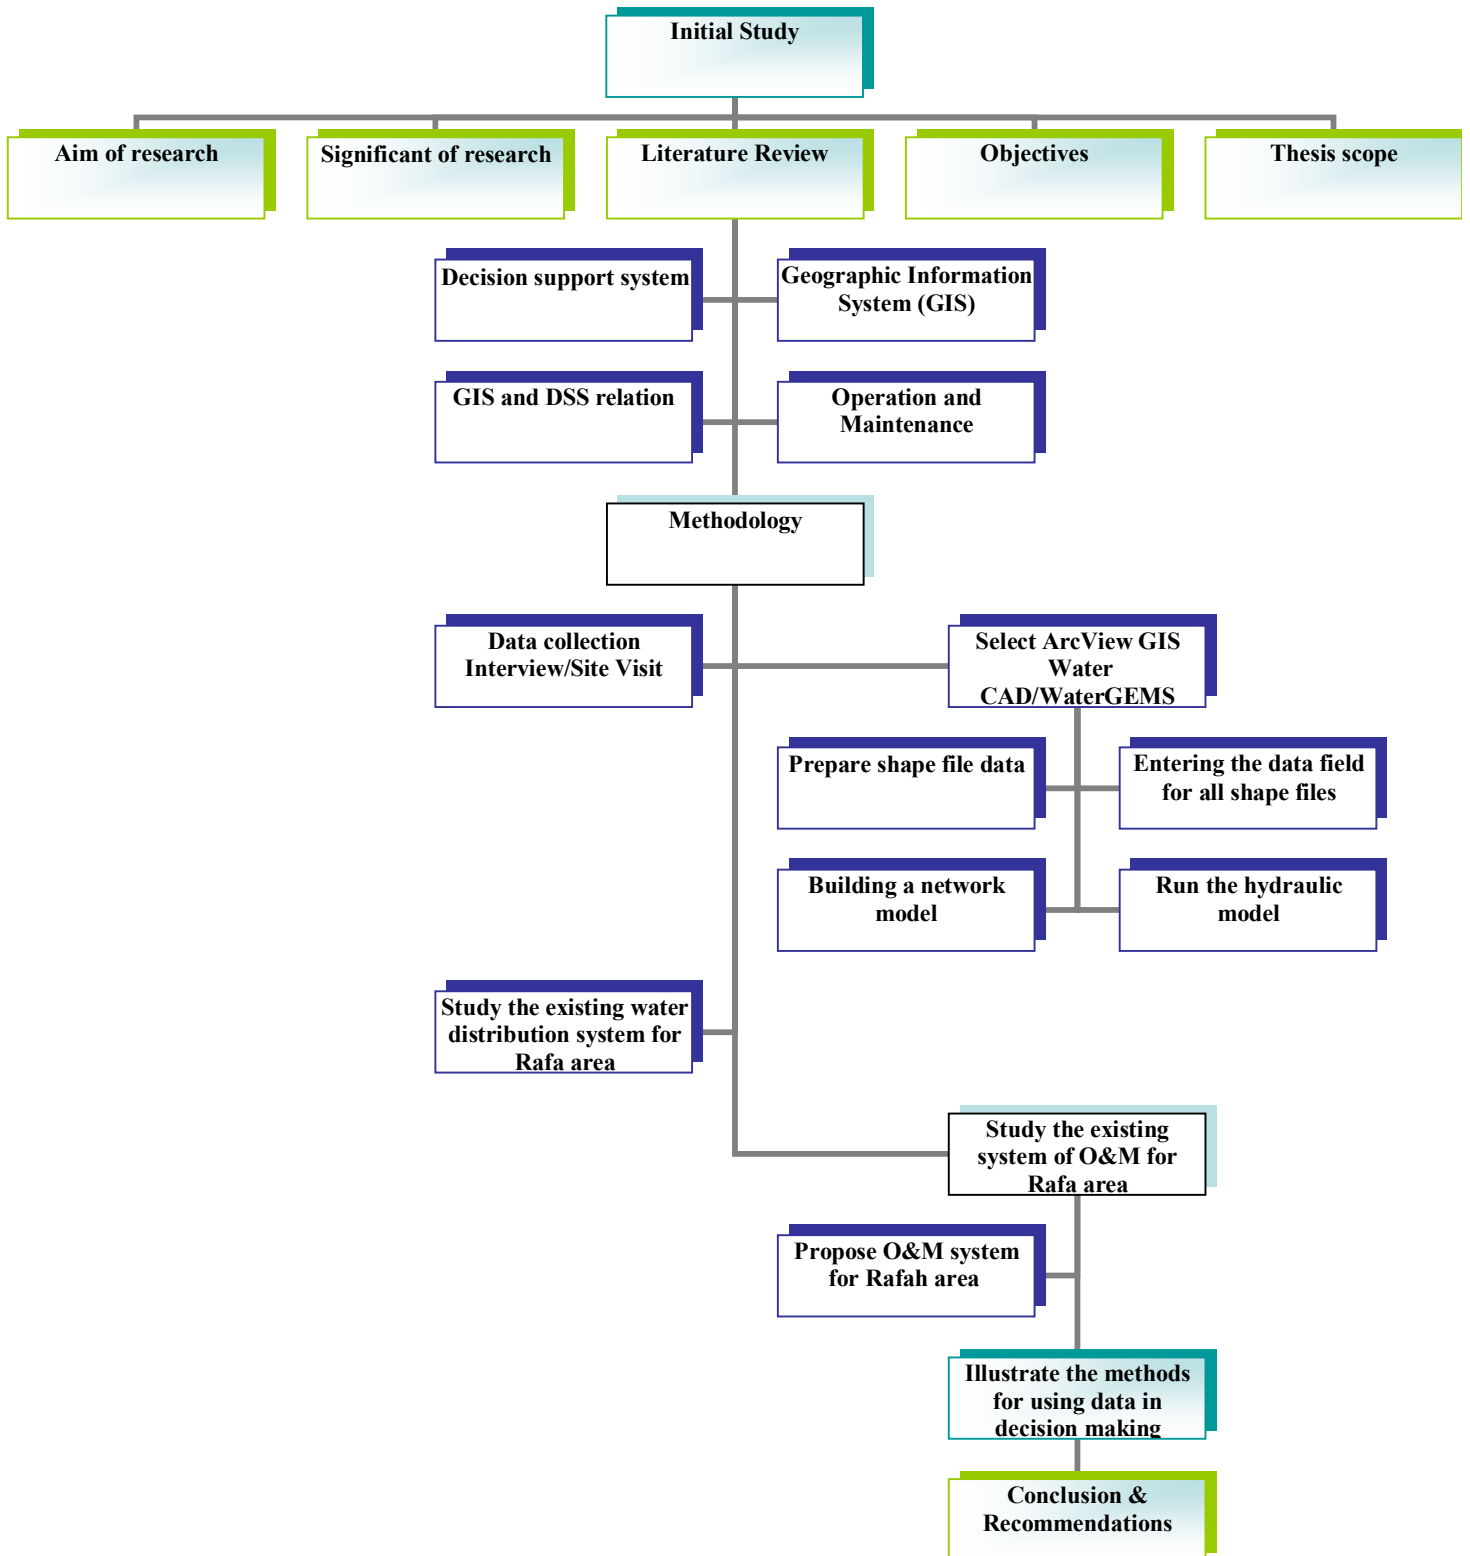 Initial Study
Aim of research
Significant of research
Literature Review
Objectives
Thesis scope
Decision support system
Geographic Information
System (GIS)
GIS and DSS relation
Operation and
Maintenance
Methodology
Data collection
Interview/Site Visit
Select ArcView GIS
Water
CAD/WaterGEMS
Prepare shape file data
Entering the data field
for all shape files
Building a network
model
Run the hydraulic
model
Study the existing water
distribution system for
Rafa area
Study the existing
system of O&M for
Rafa area
Propose O&M system
for Rafah area
Illustrate the methods
for using data in
decision making
Conclusion &
Recommendations